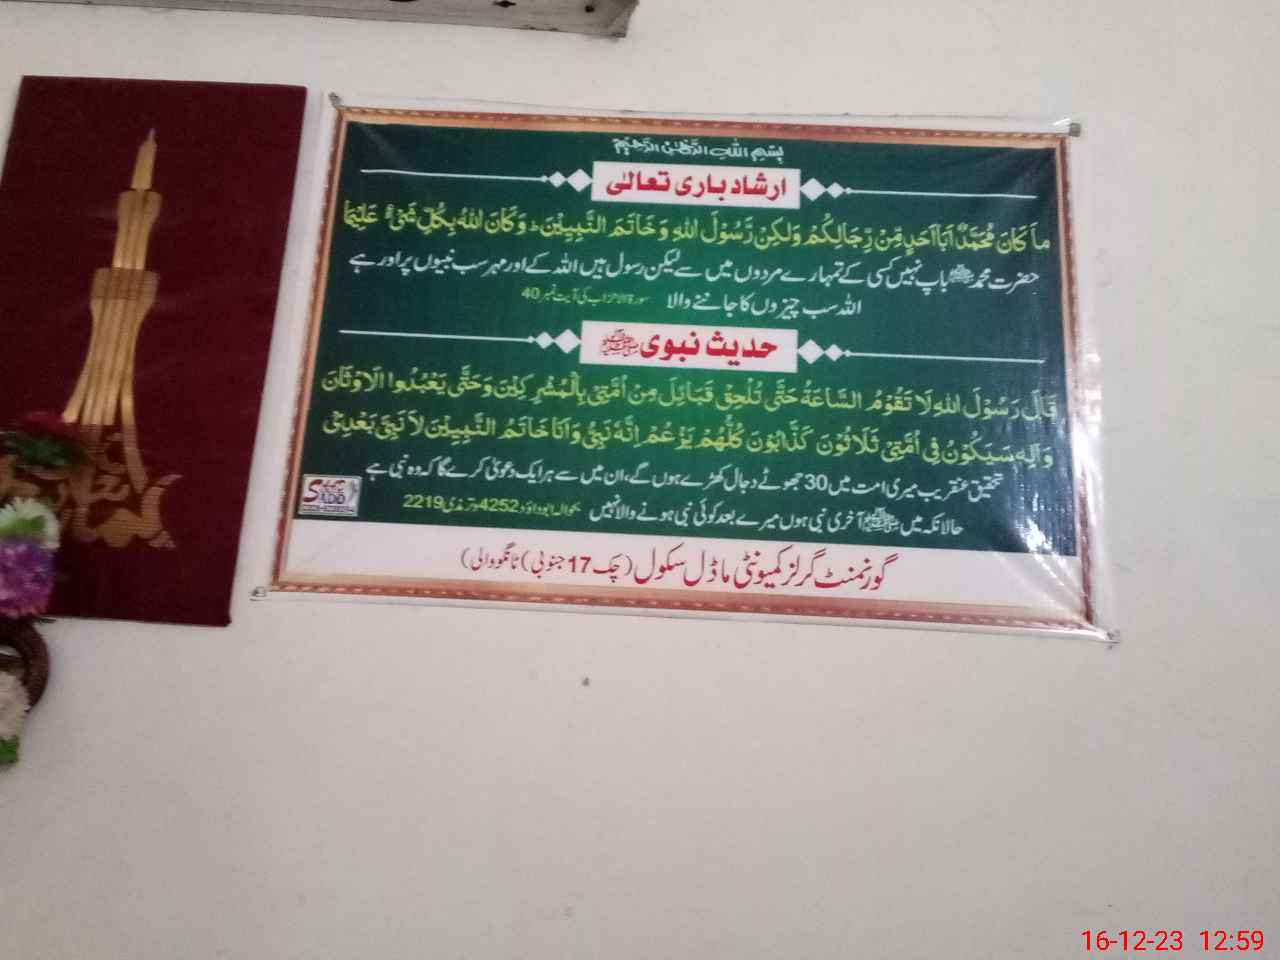 بِسْمِ اللهِ الرَّحْمٰنِ الرَّحِيْمِ
ارشاد باری تعالیٰ
مَا كَانَ مُحَمَّدٌ اَبَا اَحَدٍ مِّنْ رِّجَالِكُمْ وَلٰكِنْ رَّسُوْلَ اللهِ وَخَاتَمَ النَّبِيِّيْنَ ؕ وَكَانَ اللهُ بِكُلِّ شَیْءٍ عَلِيْمًا
حضرت محمد ﷺ باپ نہیں کسی کے تمہارے مردوں میں سے لیکن رسول ہیں اللہ کے اور مہر سب نبیوں پر اور ہے
اللہ سب چیزوں کا جاننے والا سورۃ الاحزاب کی آیت نمبر 40
حدیث نبوی ﷺ
قَالَ رَسُوْلَ اللهِ لَا تَقُوْمُ السَّاعَةُ حَتّٰى تُلْحِقَ قَبَائِلَ مِنْ اُمَّتِيْ بِالْمُشْرِكِيْنَ وَحَتّٰى يَعْبُدُوا الْاَوْثَانَ
وَاِنَّهٗ سَيَكُوْنُ فِيْ اُمَّتِيْ ثَلَاثُوْنَ كَذَّابُوْنَ كُلُّهُمْ يَزْعُمُ اِنَّهٗ نَبِيٌّ وَاَنَا خَاتَمُ النَّبِيِّيْنَ لَا نَبِيَّ بَعْدِيْ
تحقیق عنقریب میری امت میں 30 جھوٹے دجال کھڑے ہوں گے، ان میں سے ہر ایک دعویٰ کرے گا کہ وہ نبی ہے
حالانکہ میں ﷺ آخری نبی ہوں میرے بعد کوئی نبی ہونے والا نہیں بحوالہ ابوداؤد 4252، ترمذی 2219
SADD
گورنمنٹ گرلز کمیونٹی ماڈل سکول (چک 17 جنوبی) ٹانگووالی)
16-12-23 12:59